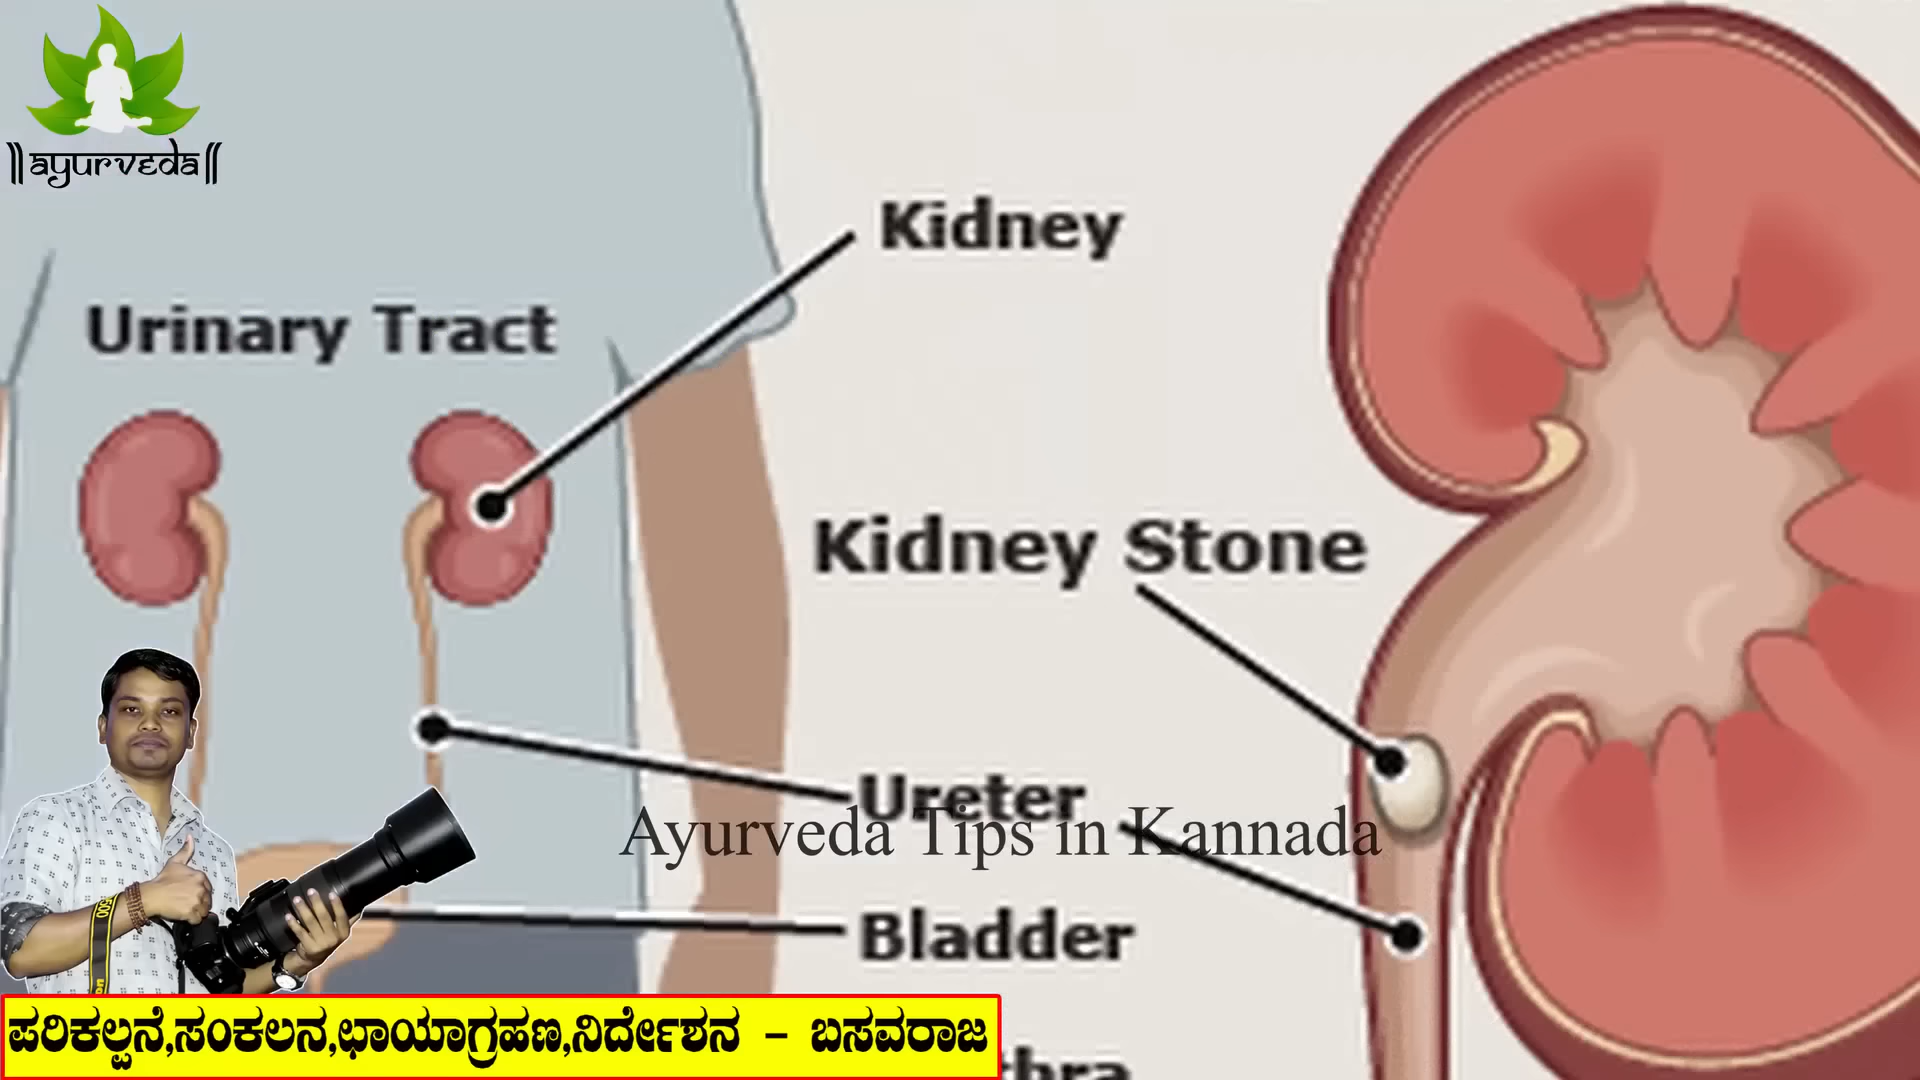 ||ayurveda||
Kidney
Urinary Tract
Kidney Stone
Ureter
Ayurveda Tips in Kannada
Bladder
ಪರಿಕಲ್ಪನೆ,ಸಂಕಲನ,ಛಾಯಾಗ್ರಹಣ,ನಿರ್ದೇಶನ - ಬಸವರಾಜ